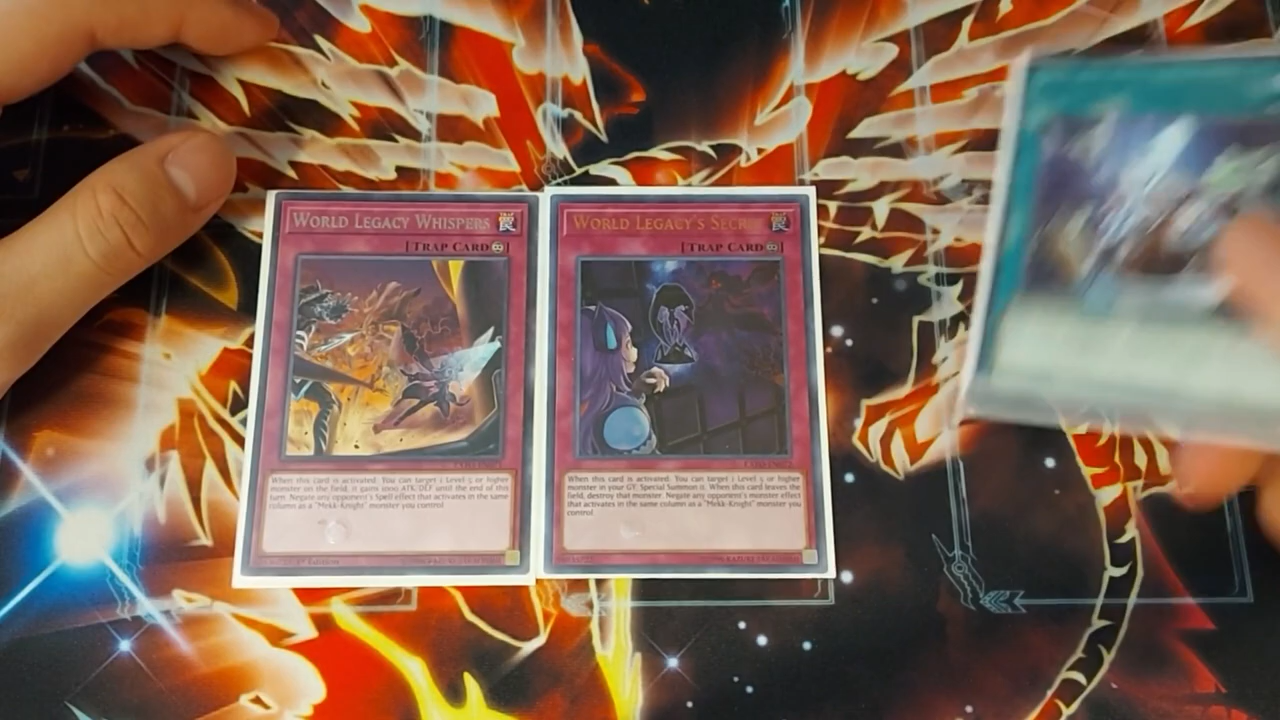 WORLD LEGACY WHISPERS
[TRAP CARD]
When this card is activated: You can target 1 Level 5 or higher
monster on the field; it gains 1000 ATK/DEF until the end of this
turn. Negate any opponent's Spell effect that activates in the same
column as a "Mekk-Knight" monster you control.
1st Edition
WORLD LEGACY'S SECR
[TRAP CARD]
When this card is activated: You can target 1 Level 5 or higher
monster in your GY; Special Summon it. When this card leaves the
field, destroy that monster. Negate any opponent's monster effect
that activates in the same column as a "Mekk-Knight" monster you
control.